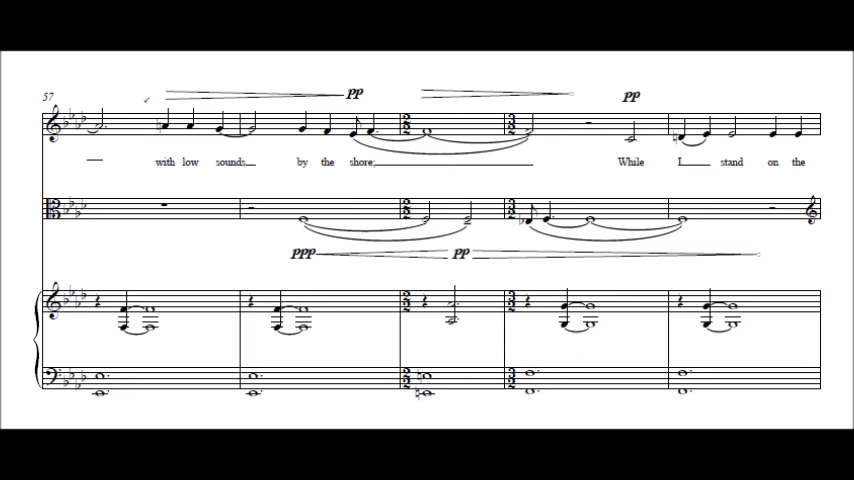 57
pp
pp
with low sounds by the shore; While I stand on the
ppp pp